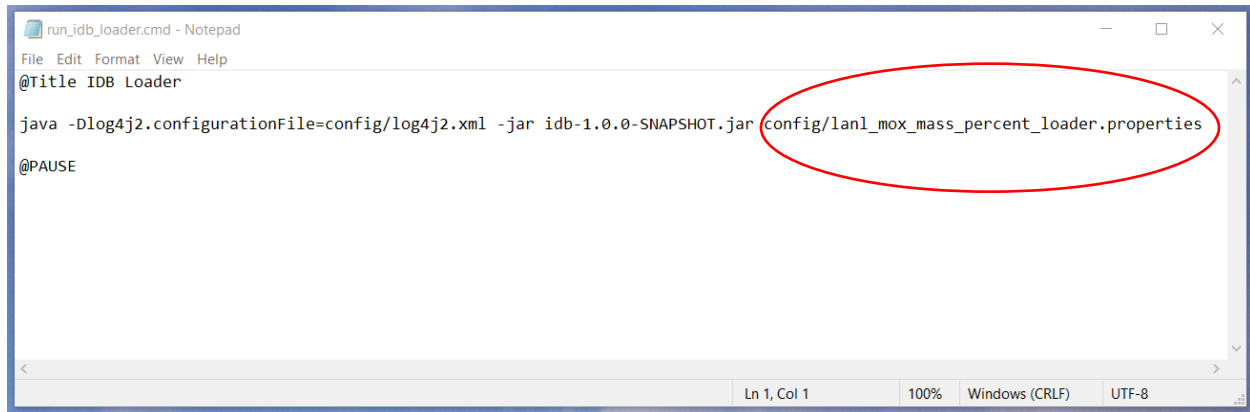 run_idb_loader.cmd - Notepad
File Edit Format View Help
@Title IDB Loader
java -Dlog4j2.configurationFile=config/log4j2.xml -jar idb-1.0.0-SNAPSHOT.jar config/lanl_mox_mass_percent_loader.properties
@PAUSE
Ln 1, Col 1 100% Windows (CRLF) UTF-8